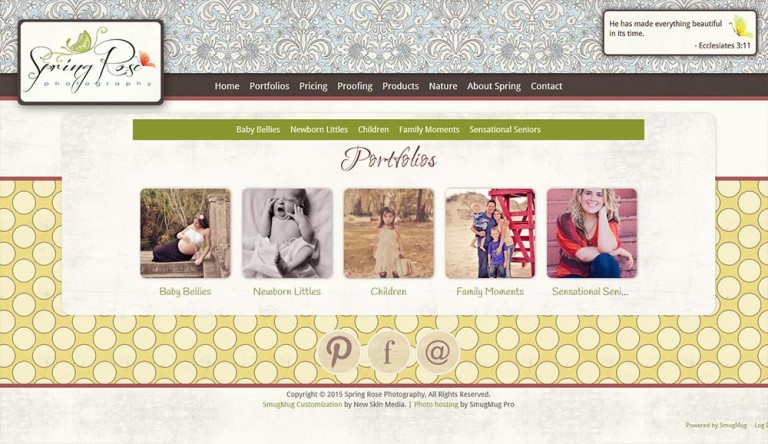 Spring Rose
photography
He has made everything beautiful
in its time.
- Ecclesiates 3:11
Home Portfolios Pricing Proofing Products Nature About Spring Contact
Baby Bellies Newborn Littles Children Family Moments Sensational Seniors
Portfolios
Baby Bellies Newborn Littles Children Family Moments Sensational Seni...
f @
Copyright © 2015 Spring Rose Photography, All Rights Reserved.
SmugMug Customization by New Skin Media. | Photo hosting by SmugMug Pro
Powered by SmugMug Log